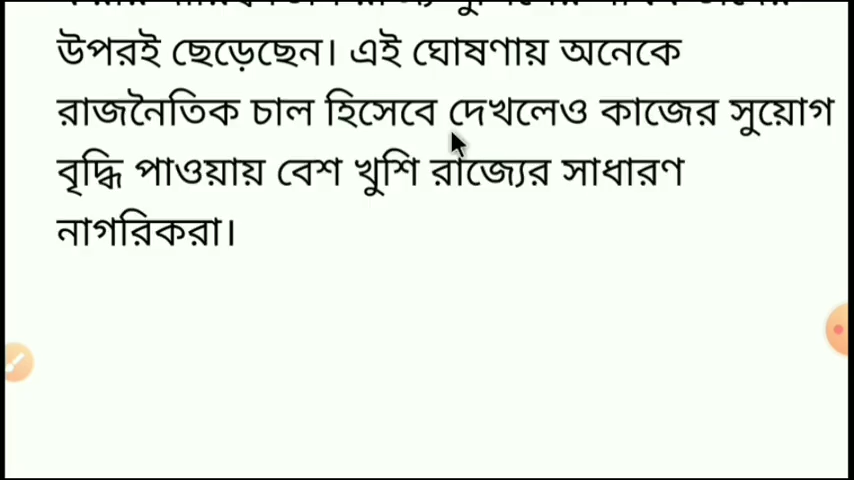 উপরই ছেড়েছেন। এই ঘোষণায় অনেকে
রাজনৈতিক চাল হিসেবে দেখলেও কাজের সুয়োগ
বৃদ্ধি পাওয়ায় বেশ খুশি রাজ্যের সাধারণ
নাগরিকরা।